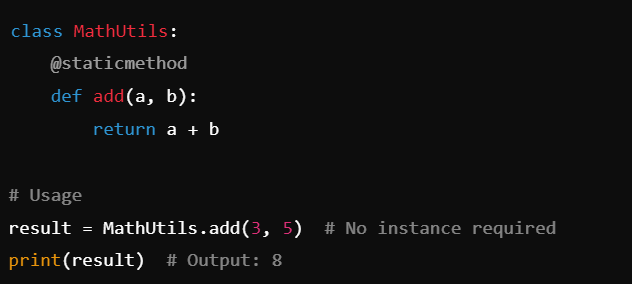 class MathUtils:
    @staticmethod
    def add(a, b):
        return a + b

# Usage
result = MathUtils.add(3, 5)  # No instance required
print(result)  # Output: 8